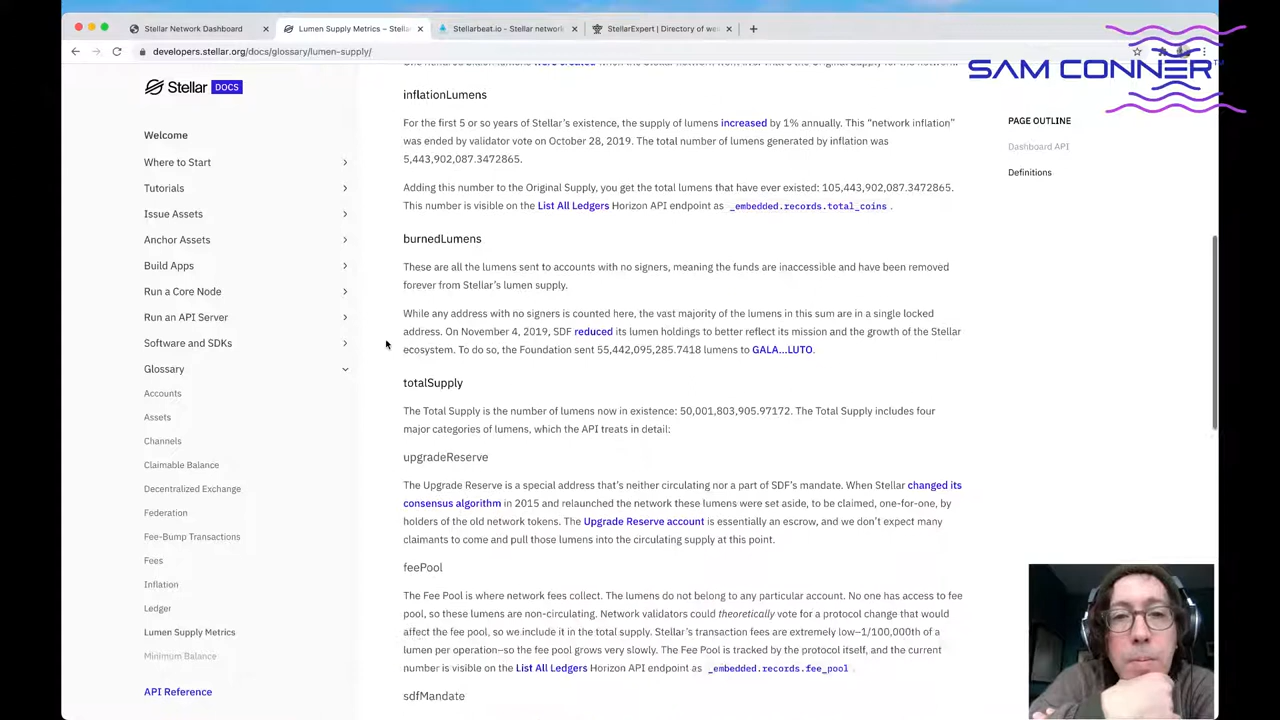 Stellar Network Dashboard
Lumen Supply Metrics – Stella
Stellarbeat.io - Stellar network
StellarExpert | Directory of we
developers.stellar.org/docs/glossary/lumen-supply/
SAM CONNER
Stellar DOCS
Welcome
Where to Start
Tutorials
Issue Assets
Anchor Assets
Build Apps
Run a Core Node
Run an API Server
Software and SDKs
Glossary
Accounts
Assets
Channels
Claimable Balance
Decentralized Exchange
Federation
Fee-Bump Transactions
Fees
Inflation
Ledger
Lumen Supply Metrics
Minimum Balance
API Reference
inflationLumens
For the first 5 or so years of Stellar’s existence, the supply of lumens increased by 1% annually. This “network inflation”
was ended by validator vote on October 28, 2019. The total number of lumens generated by inflation was
5,443,902,087.3472865.
Adding this number to the Original Supply, you get the total lumens that have ever existed: 105,443,902,087.3472865.
This number is visible on the List All Ledgers Horizon API endpoint as _embedded.records.total_coins .
burnedLumens
These are all the lumens sent to accounts with no signers, meaning the funds are inaccessible and have been removed
forever from Stellar’s lumen supply.
While any address with no signers is counted here, the vast majority of the lumens in this sum are in a single locked
address. On November 4, 2019, SDF reduced its lumen holdings to better reflect its mission and the growth of the Stellar
ecosystem. To do so, the Foundation sent 55,442,095,285.7418 lumens to GALA...LUTO.
totalSupply
The Total Supply is the number of lumens now in existence: 50,001,803,905.97172. The Total Supply includes four
major categories of lumens, which the API treats in detail:
upgradeReserve
The Upgrade Reserve is a special address that’s neither circulating nor a part of SDF’s mandate. When Stellar changed its
consensus algorithm in 2015 and relaunched the network these lumens were set aside, to be claimed, one-for-one, by
holders of the old network tokens. The Upgrade Reserve account is essentially an escrow, and we don’t expect many
claimants to come and pull those lumens into the circulating supply at this point.
feePool
The Fee Pool is where network fees collect. The lumens do not belong to any particular account. No one has access to fee
pool, so these lumens are non-circulating. Network validators could theoretically vote for a protocol change that would
affect the fee pool, so we include it in the total supply. Stellar’s transaction fees are extremely low–1/100,000th of a
lumen per operation–so the fee pool grows very slowly. The Fee Pool is tracked by the protocol itself, and the current
number is visible on the List All Ledgers Horizon API endpoint as _embedded.records.fee_pool .
sdfMandate
PAGE OUTLINE
Dashboard API
Definitions